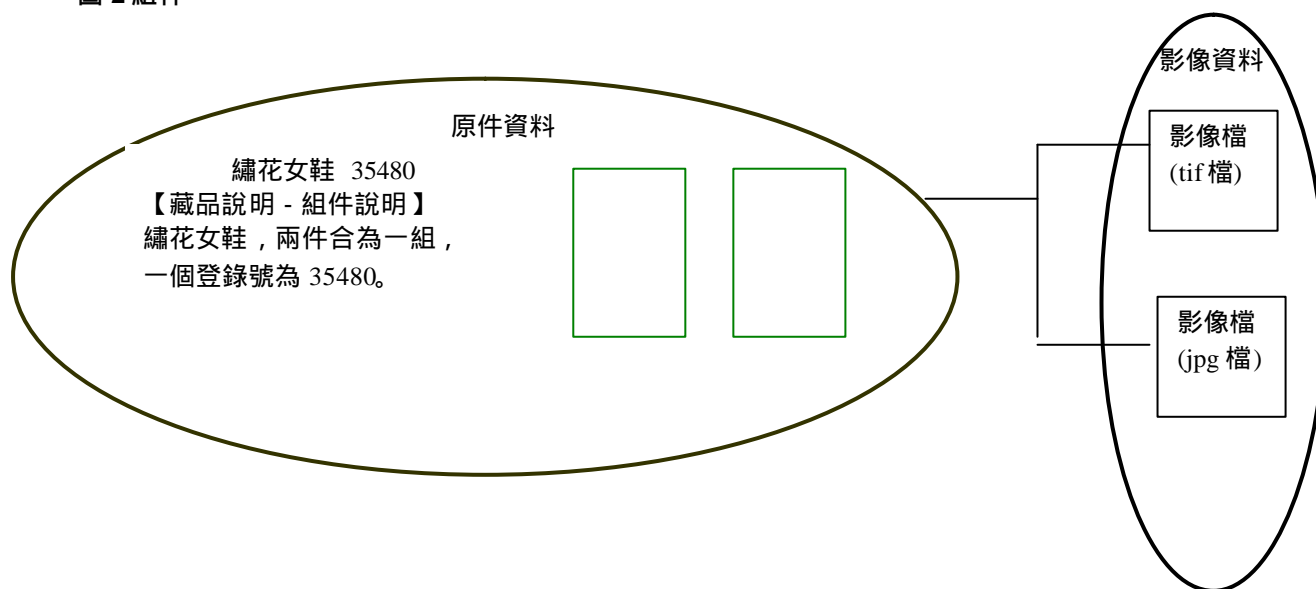 圖 2 組件
原件資料
繡花女鞋 35480
【藏品說明 - 組件說明】
繡花女鞋，兩件合為一組，
一個登錄號為 35480。
影像資料
影像檔
(tif 檔)
影像檔
(jpg 檔)